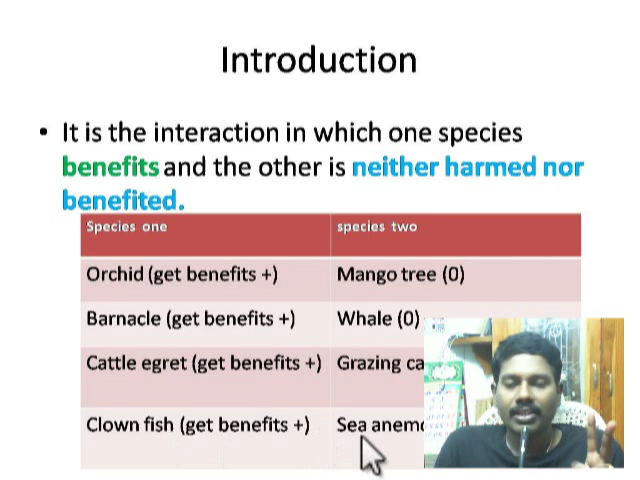 Introduction
• It is the interaction in which one species
benefits and the other is neither harmed nor
benefited.
Species one species two
Orchid (get benefits +) Mango tree (0)
Barnacle (get benefits +) Whale (0)
Cattle egret (get benefits +) Grazing ca
Clown fish (get benefits +) Sea anem